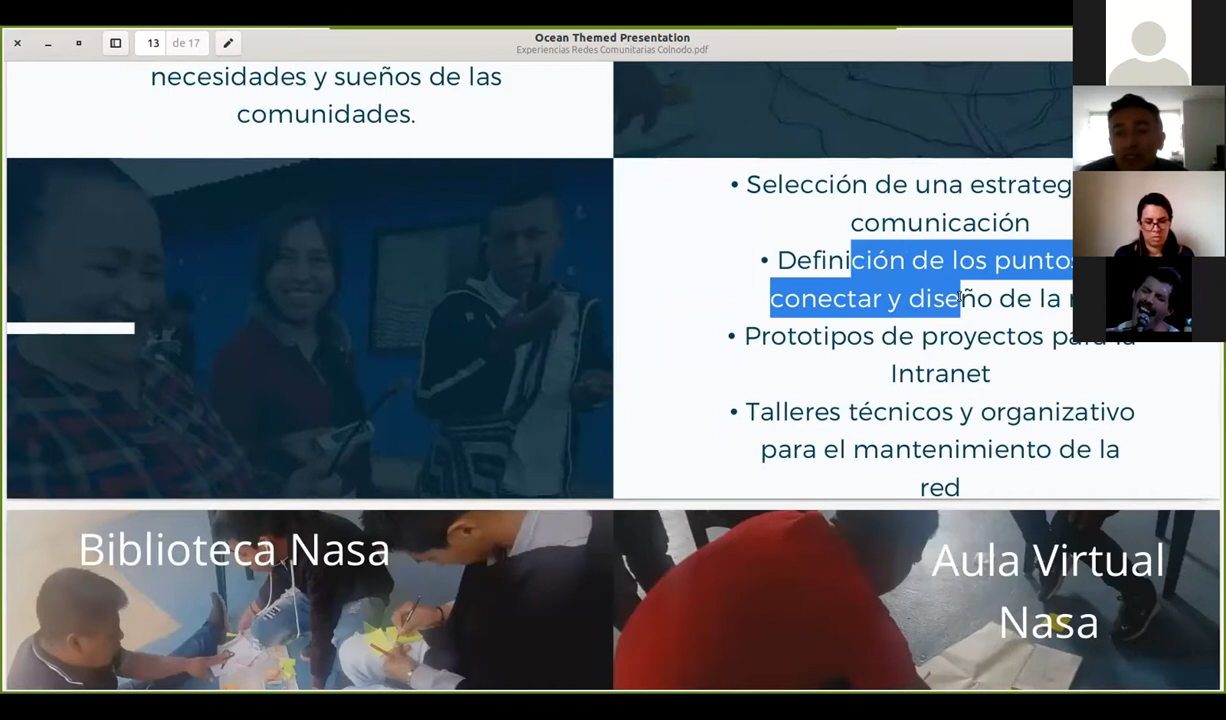 Ocean Themed Presentation
13 de 17
Experiencias Redes Comunitarias Colnodo.pdf
necesidades y sueños de las
comunidades.
• Selección de una estrateg
comunicación
• Definición de los puntos
conectar y diseño de la
• Prototipos de proyectos para la
Intranet
• Talleres técnicos y organizativo
para el mantenimiento de la
red
Biblioteca Nasa
Aula Virtual
Nasa